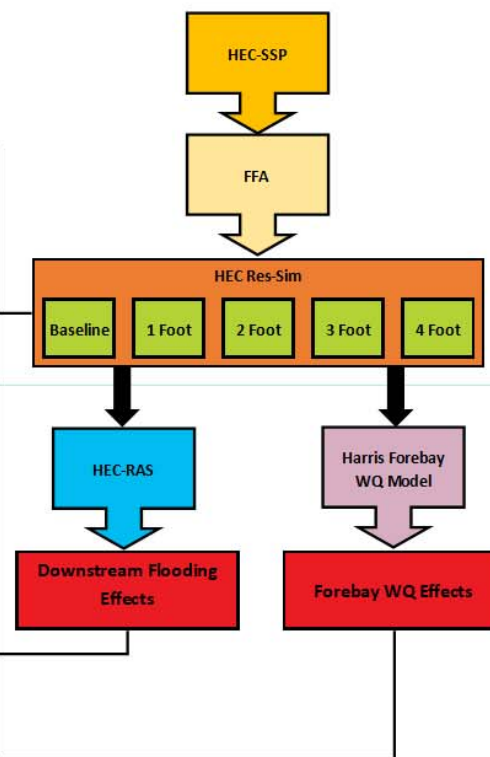 HEC-SSP
FFA
HEC Res-Sim
Baseline
1 Foot
2 Foot
3 Foot
4 Foot
HEC-RAS
Harris Forebay
WQ Model
Downstream Flooding
Effects
Forebay WQ Effects